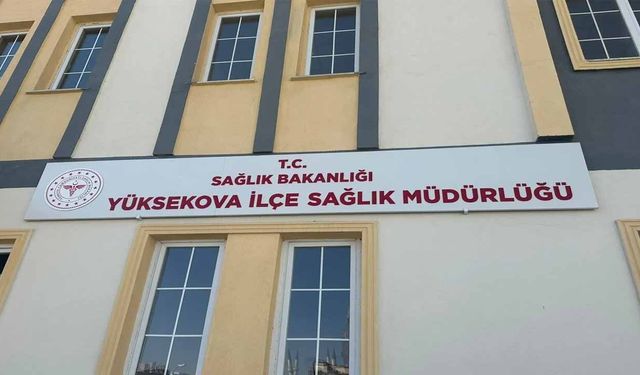 T.C.
SAĞLIK BAKANLIĞI
YÜKSEKOVA İLÇE SAĞLIK MÜDÜRLÜĞÜ